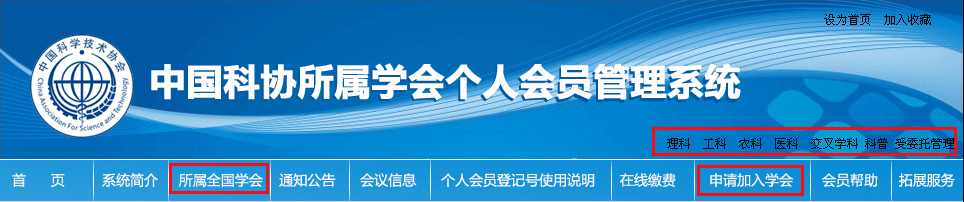 设为首页 加入收藏
中国科学技术协会
China Association For Science and Technology
中国科协所属学会个人会员管理系统
理科 工科 农科 医科 交叉学科 科普 受委托管理
首 页 系统简介 所属全国学会 通知公告 会议信息 个人会员登记号使用说明 在线缴费 申请加入学会 会员帮助 拓展服务